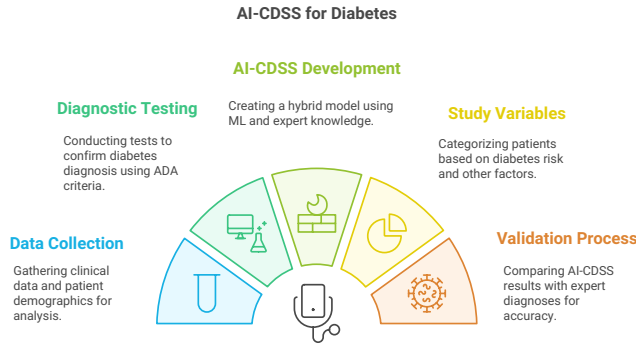 AI-CDSS for Diabetes
AI-CDSS Development
Creating a hybrid model using
ML and expert knowledge.
Diagnostic Testing
Conducting tests to
confirm diabetes
diagnosis using ADA
criteria.
Study Variables
Categorizing patients
based on diabetes risk
and other factors.
Data Collection
Gathering clinical
data and patient
demographics for
analysis.
Validation Process
Comparing AI-CDSS
results with expert
diagnoses for
accuracy.